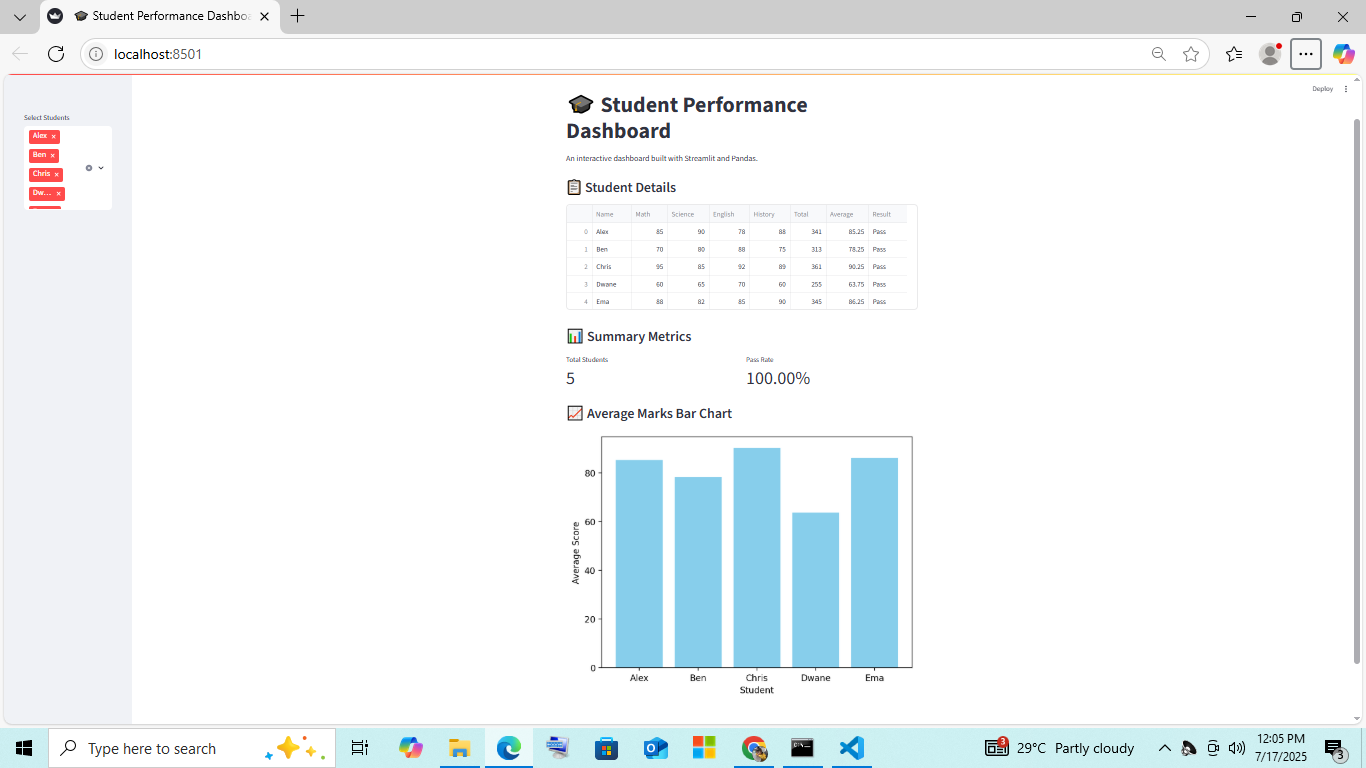 Student Performance Dashboa
localhost:8501
Deploy
Select Students
Alex ×
Ben ×
Chris ×
Dw... ×
Student Performance
Dashboard
An interactive dashboard built with Streamlit and Pandas.
Student Details
Name Math Science English History Total Average Result
0 Alex 85 90 78 88 341 85.25 Pass
1 Ben 70 80 88 75 313 78.25 Pass
2 Chris 95 85 92 89 361 90.25 Pass
3 Dwane 60 65 70 60 255 63.75 Pass
4 Ema 88 82 85 90 345 86.25 Pass
Summary Metrics
Total Students Pass Rate
5 100.00%
Average Marks Bar Chart
80
60
40
20
0
Average Score
Alex Ben Chris Dwane Ema
Student
Type here to search
3
29°C Partly cloudy
12:05 PM
7/17/2025
3